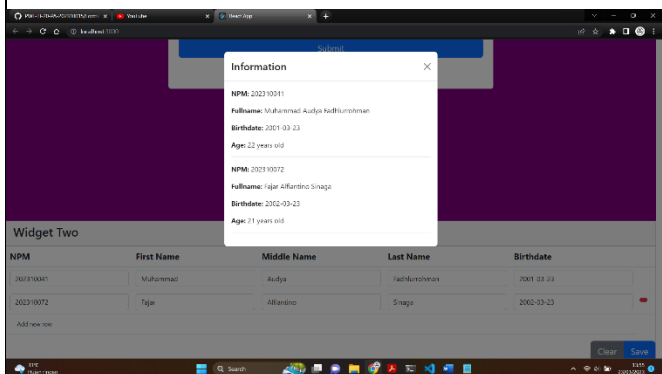 YouTube
React App
localhost:3000
Submit
Information
NPM: 202310041
Fullname: Muhammad Audya Fadhlurrohman
Birthdate: 2001-03-23
Age: 22 years old
NPM: 202310072
Fullname: Fajar Alfiantino Sinaga
Birthdate: 2002-03-23
Age: 21 years old
Widget Two
NPM First Name Middle Name Last Name Birthdate
202310041 Muhammad Audya Fadhlurrohman 2001-03-23
202310072 Fajar Alfiantino Sinaga 2002-03-23
Add new row
Clear Save
Search